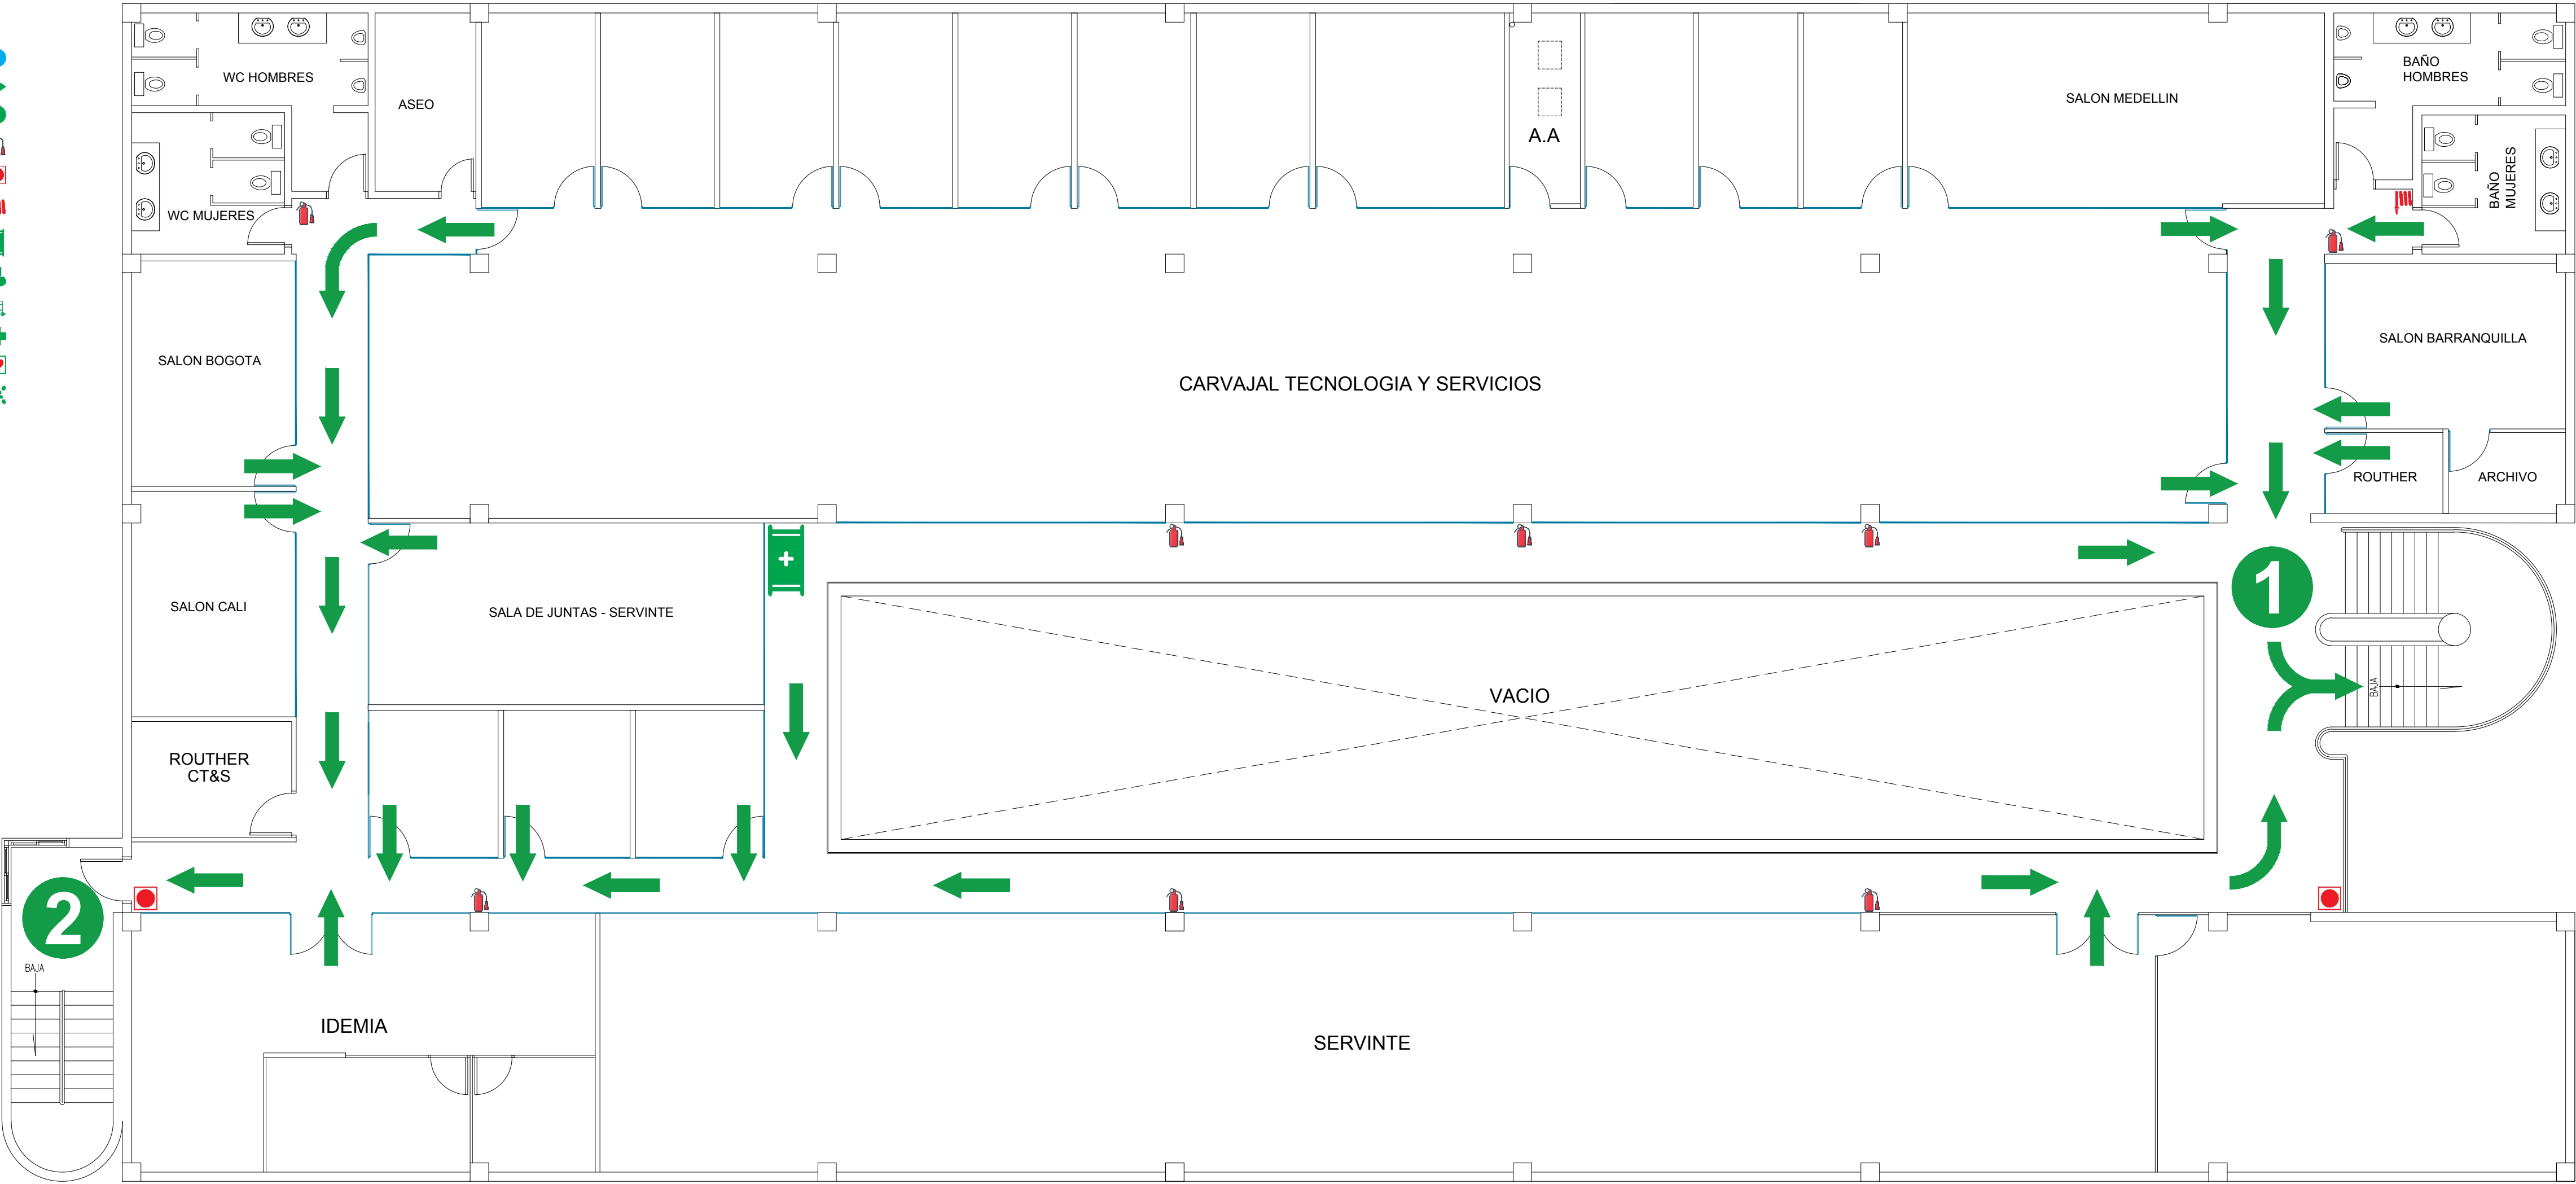 WC HOMBRES
ASEO
A.A
SALON MEDELLIN
BAÑO
HOMBRES
BAÑO
MUJERES
WC MUJERES
SALON BOGOTA
CARVAJAL TECNOLOGIA Y SERVICIOS
SALON BARRANQUILLA
ROUTHER
ARCHIVO
SALON CALI
SALA DE JUNTAS - SERVINTE
1
VACIO
BAJA
ROUTHER
CT&S
2
BAJA
IDEMIA
SERVINTE